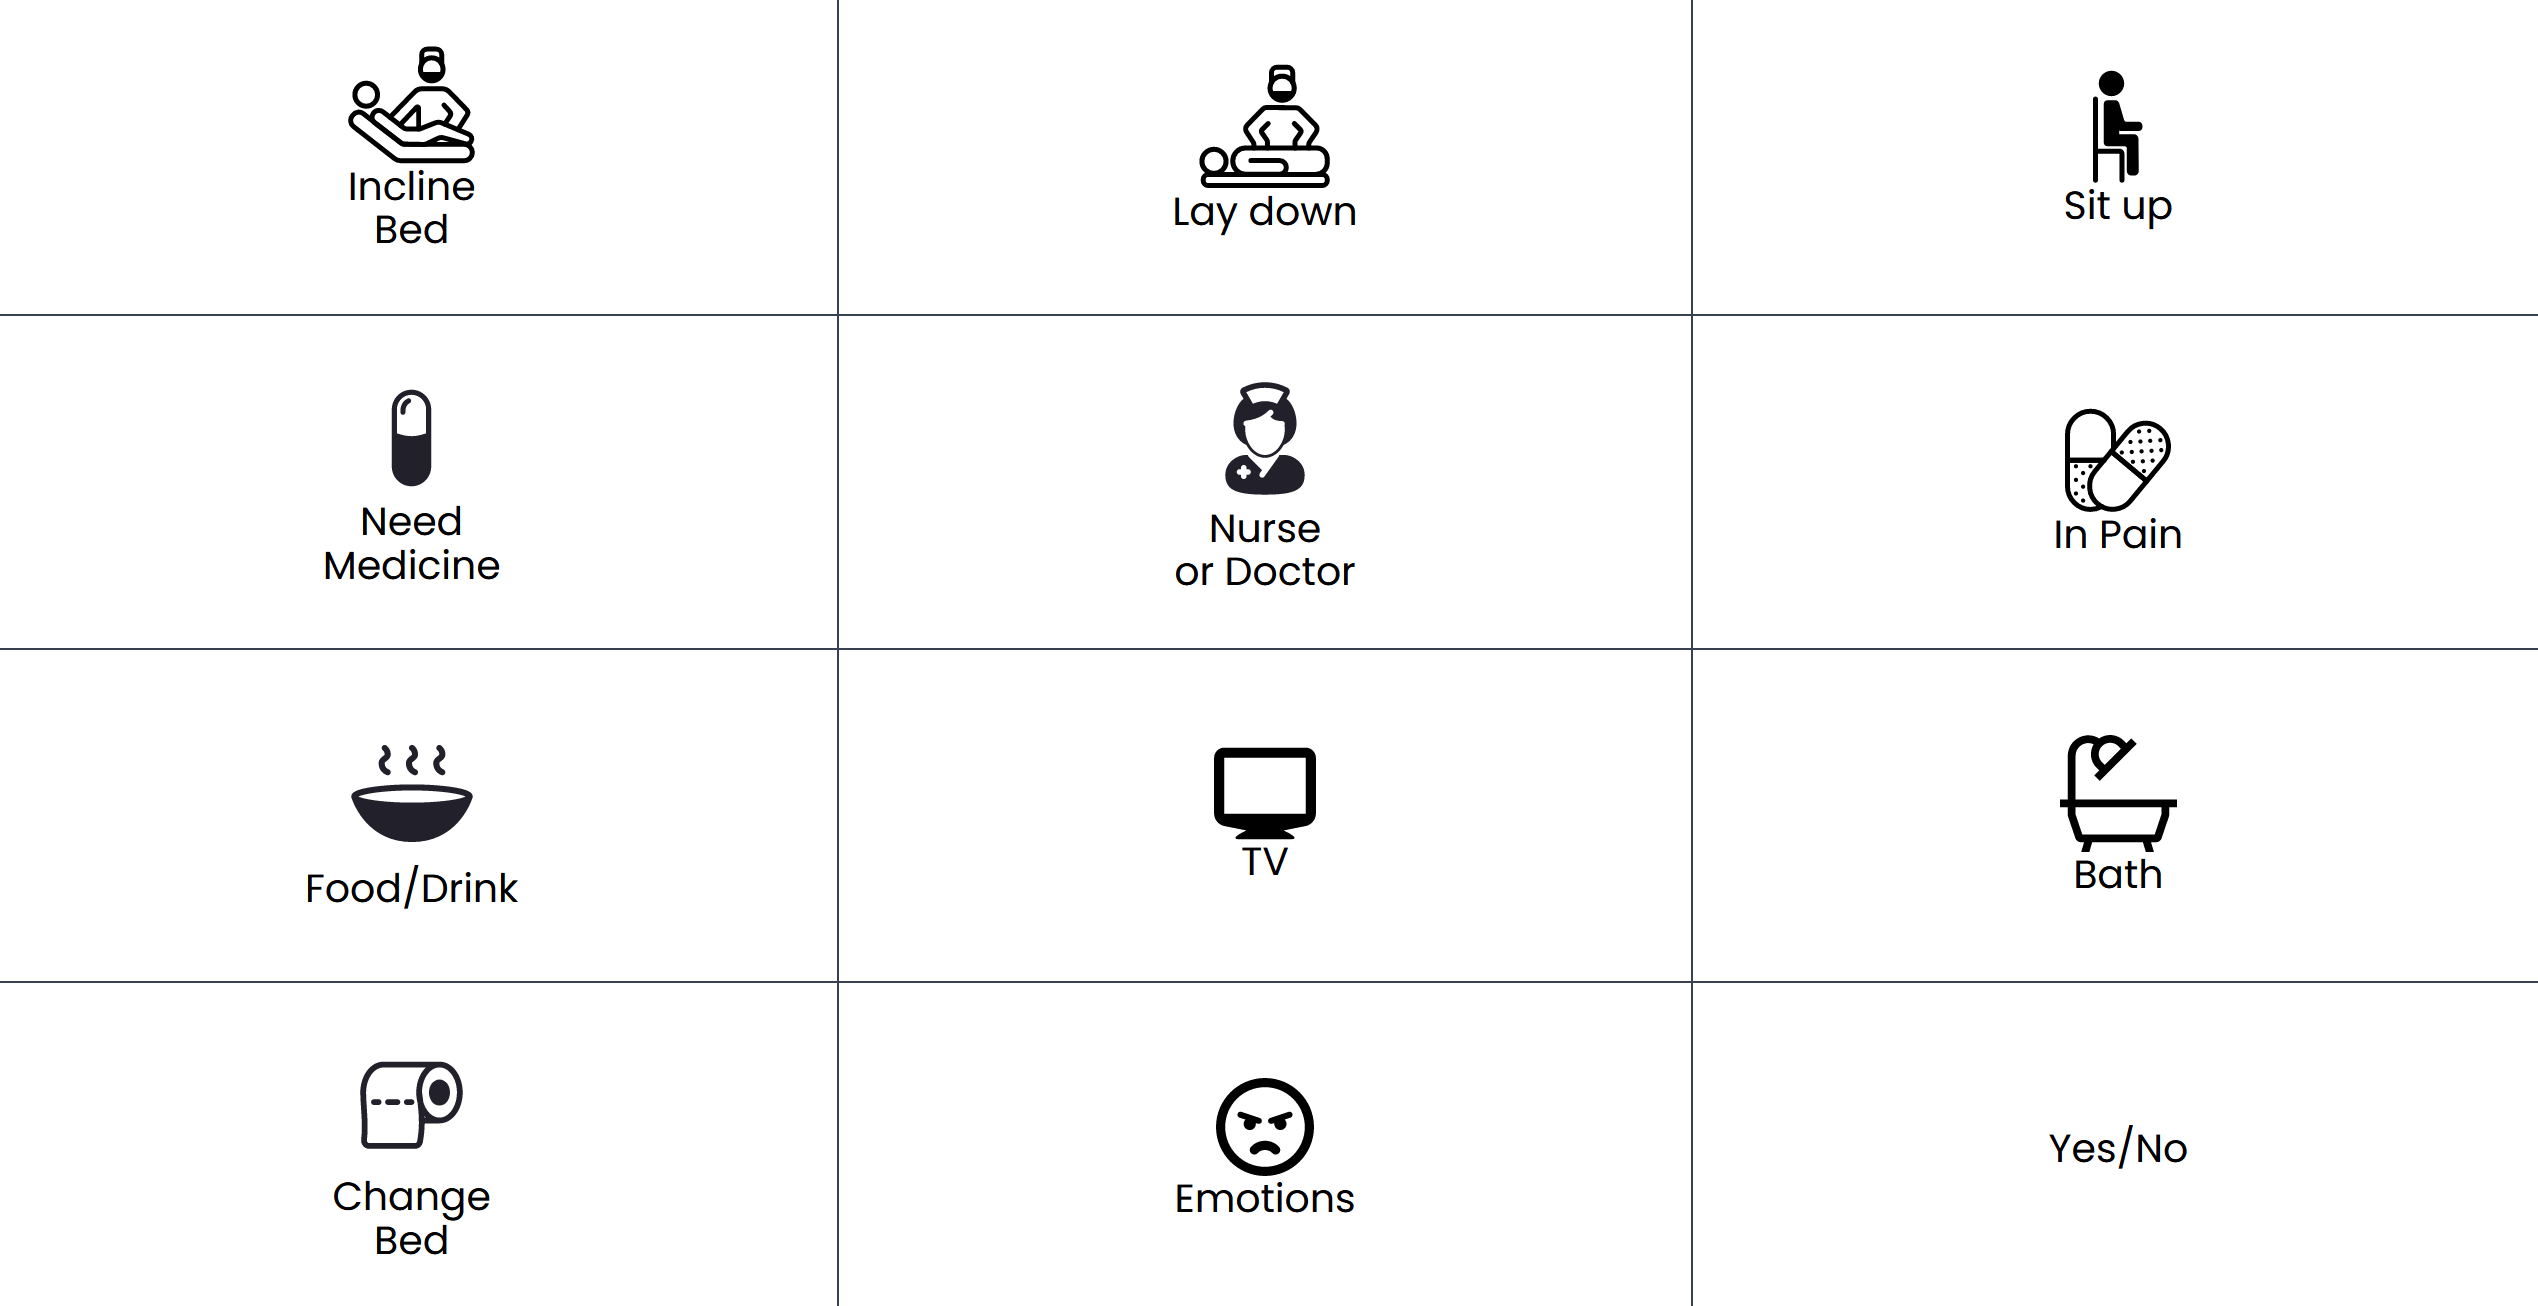 Incline
Bed
Lay down
Sit up
Need
Medicine
Nurse
or Doctor
In Pain
Food/Drink
TV
Bath
Change
Bed
Emotions
Yes/No